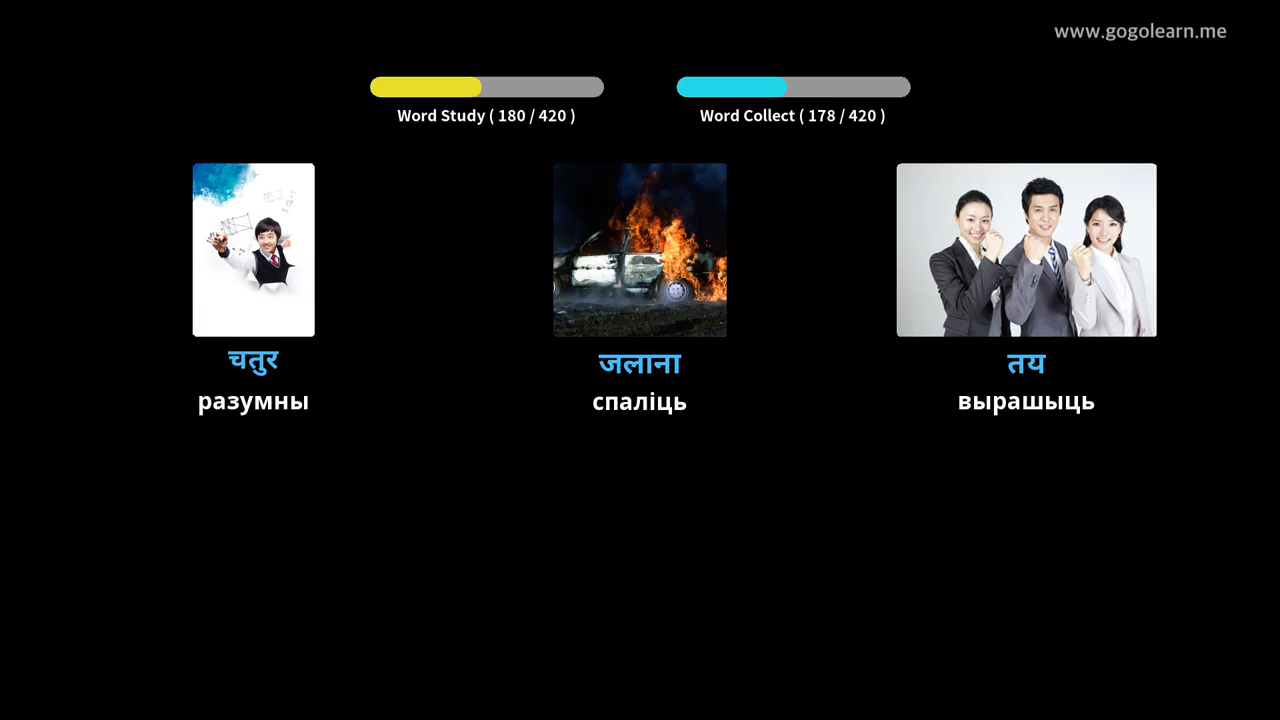 www.gogolearn.me
Word Study ( 180 / 420 )
Word Collect ( 178 / 420 )
चतुर
जलाना
तय
разумны
спаліць
вырашыць